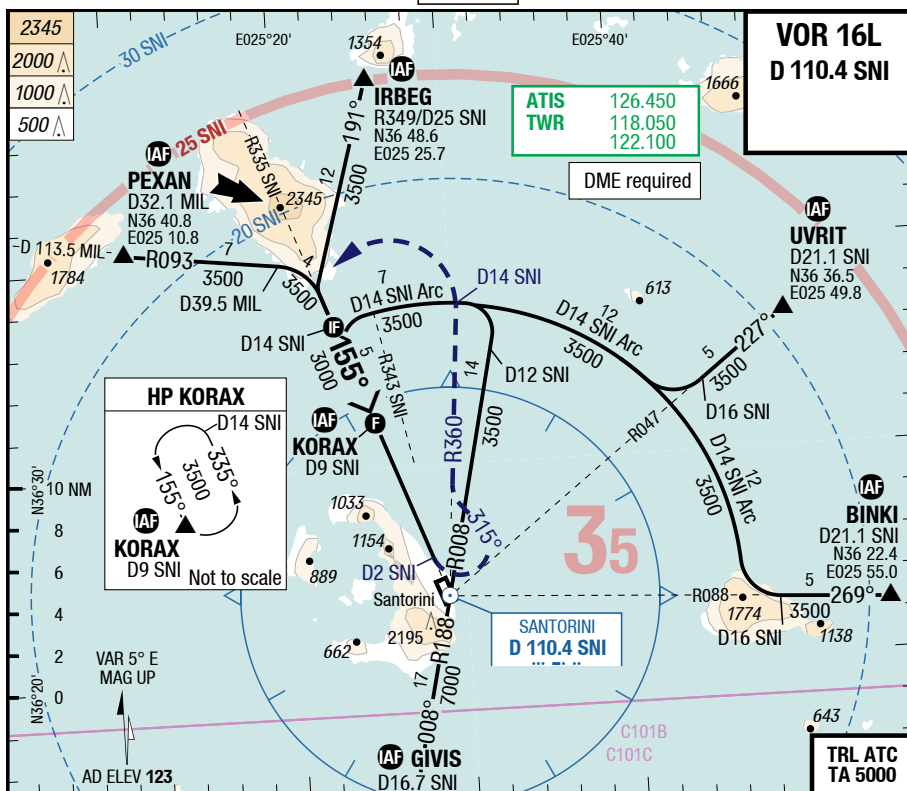 2345
2000
1000
500
30 SNI
E025°20'
1354
E025°40'
1666
VOR 16L
D 110.4 SNI
IAF
IRBEG
R349/D25 SNI
N36 48.6
E025 25.7
ATIS 126.450
TWR 118.050
122.100
DME required
25 SNI
IAF
PEXAN
D32.1 MIL
N36 40.8
E025 10.8
R335 SNI
2345
20 SNI
191°
12
3500
IAF
UVRIT
D21.1 SNI
N36 36.5
E025 49.8
D 113.5 MIL
1784
R093
7
3500
D39.5 MIL
4
3500
7
D14 SNI Arc
3500
D14 SNI
613
12
D14 SNI Arc
3500
227°
5
3500
D16 SNI
IF
D14 SNI
155°
3000
5
R343 SNI
14
D12 SNI
3500
R360
R047
12
D14 SNI Arc
3500
HP KORAX
D14 SNI
335°
3500
155°
IAF
KORAX
D9 SNI
Not to scale
IAF
KORAX
D9 SNI
F
N36°30'
10 NM
8
6
4
2
0
N36°20'
1033
1154
889
D2 SNI
315°
R008
35
IAF
BINKI
D21.1 SNI
N36 22.4
E025 55.0
Santorini
2195
662
R188
SANTORINI
D 110.4 SNI
R088
1774
5
269°
3500
D16 SNI
1138
VAR 5° E
MAG UP
17
7000
008°
C101B
C101C
643
IAF
GIVIS
D16.7 SNI
AD ELEV 123
TRL ATC
TA 5000